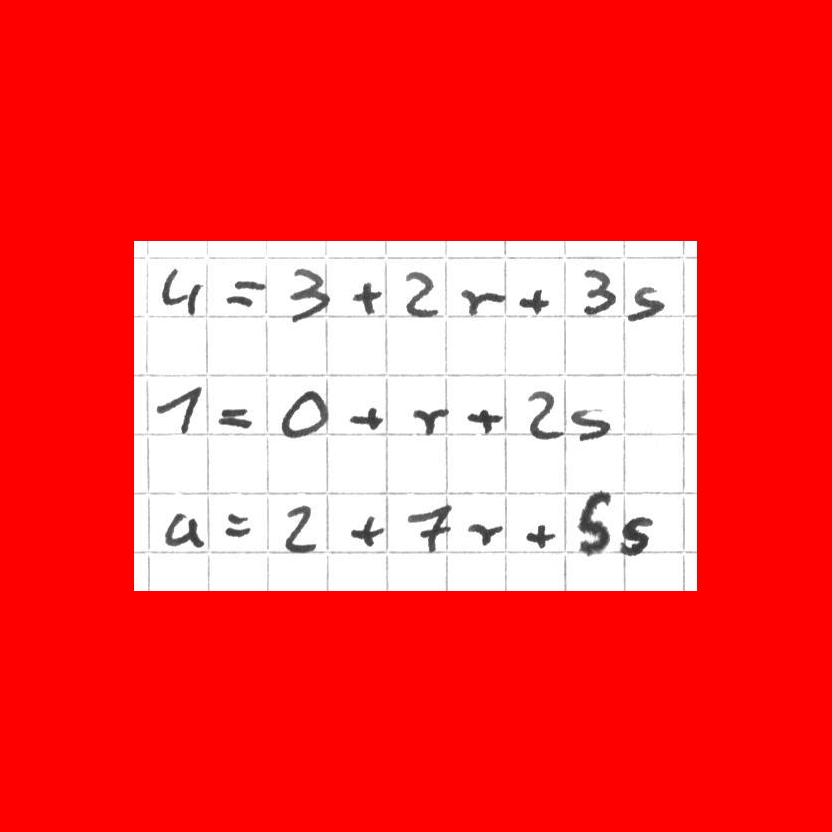 4 = 3 + 2r + 3s
1 = 0 + r + 2s
a = 2 + 7r + 5s